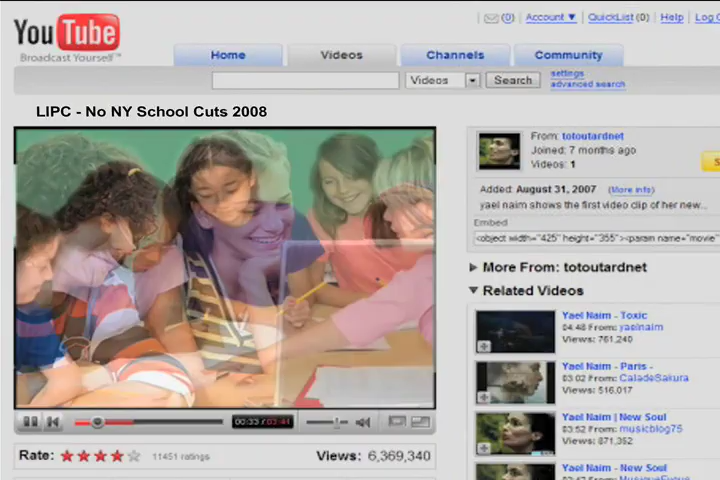 (0) Account ▼ QuickList (0) Help Log
YouTube
Broadcast Yourself™
Home Videos Channels Community
Videos Search settings
advanced search
LIPC - No NY School Cuts 2008
From: totoutardnet
Joined: 7 months ago
Videos: 1
Added: August 31, 2007 (More info)
yael naim shows the first video clip of her new...
Embed
<object width="425" height="355"><param name="movie"
More From: totoutardnet
Related Videos
Yael Naim - Toxic
04:48 From: yaelnaim
Views: 761,240
Yael Naim - Paris -
03:02 From: CaladeSakura
Views: 516,017
Yael Naim | New Soul
03:52 From: musicblog75
Views: 871,352
Yael Naim - New Soul
00:33 / 03:41
Rate: 11451 ratings Views: 6,369,340